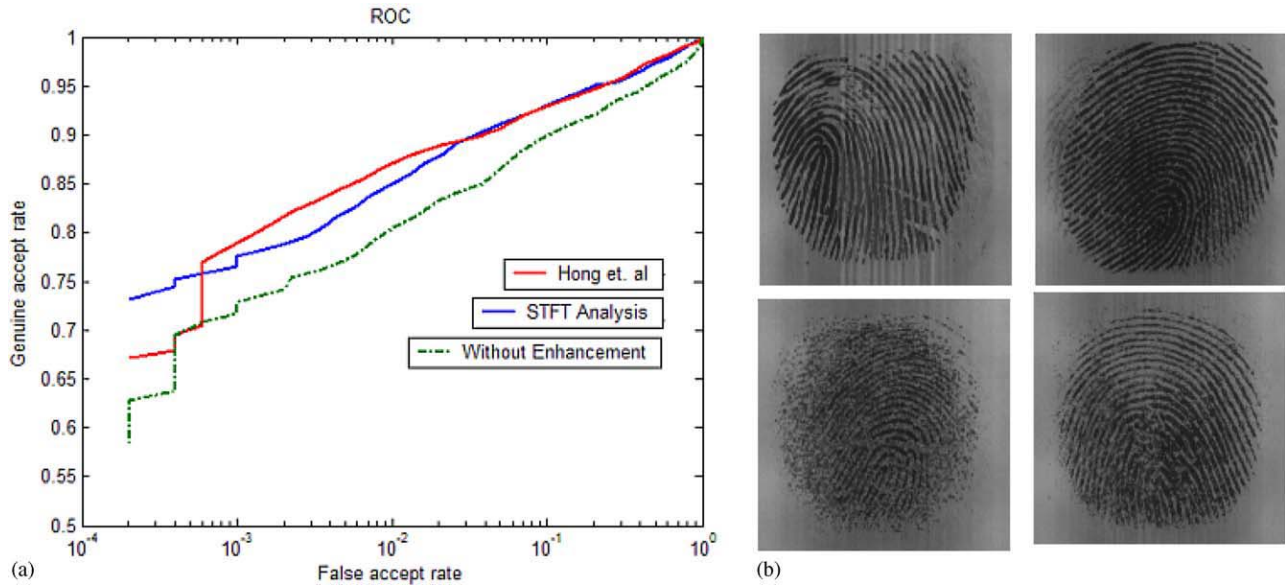 ROC
1
0.95
0.9
0.85
0.8
0.75
0.7
0.65
0.6
0.55
0.5
Genuine accept rate
Hong et. al
STFT Analysis
Without Enhancement
10^-4
10^-3
10^-2
10^-1
10^0
False accept rate
(a)
(b)